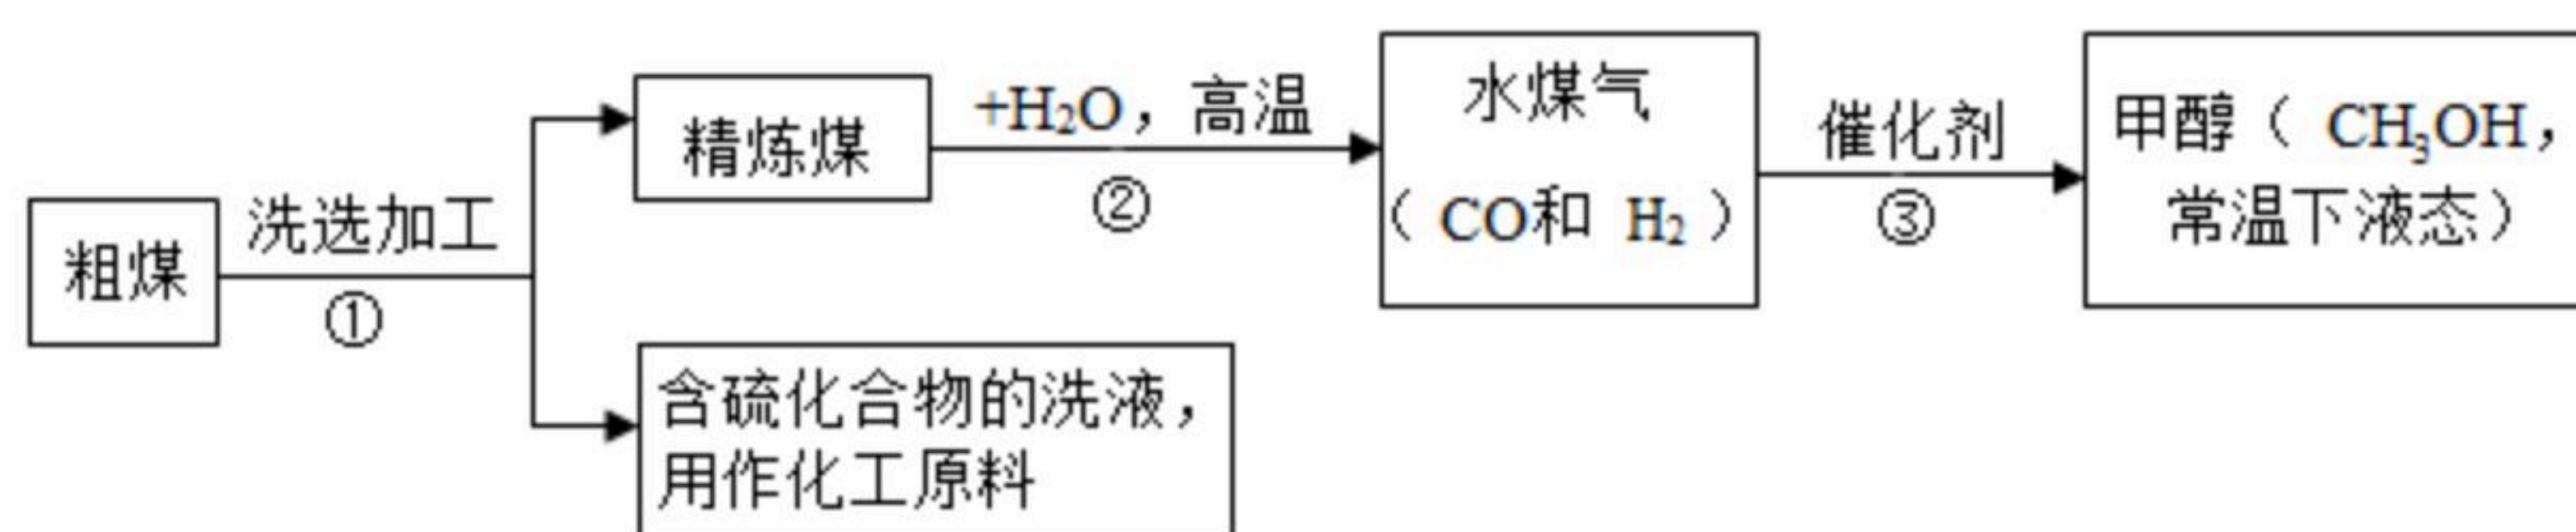 粗煤
洗选加工
①
精炼煤
+H₂O，高温
②
水煤气
（CO和 H₂）
催化剂
③
甲醇（ CH₃OH，
常温下液态）
含硫化合物的洗液，
用作化工原料